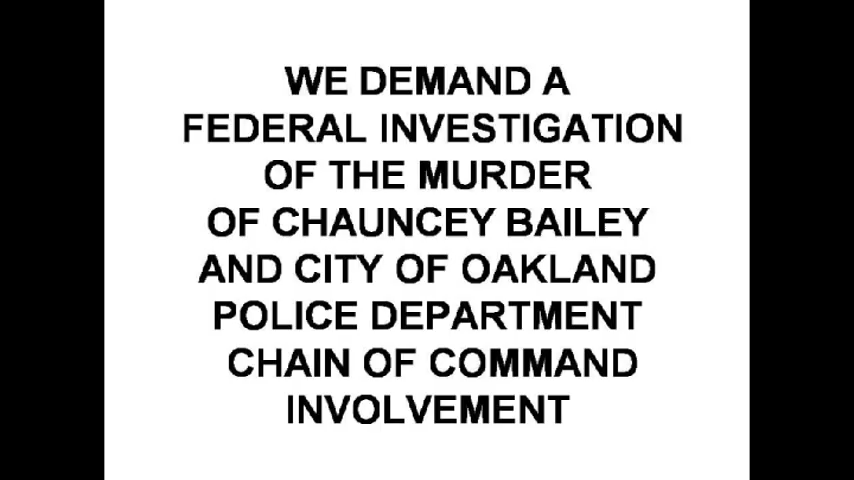 WE DEMAND A
FEDERAL INVESTIGATION
OF THE MURDER
OF CHAUNCEY BAILEY
AND CITY OF OAKLAND
POLICE DEPARTMENT
CHAIN OF COMMAND
INVOLVEMENT